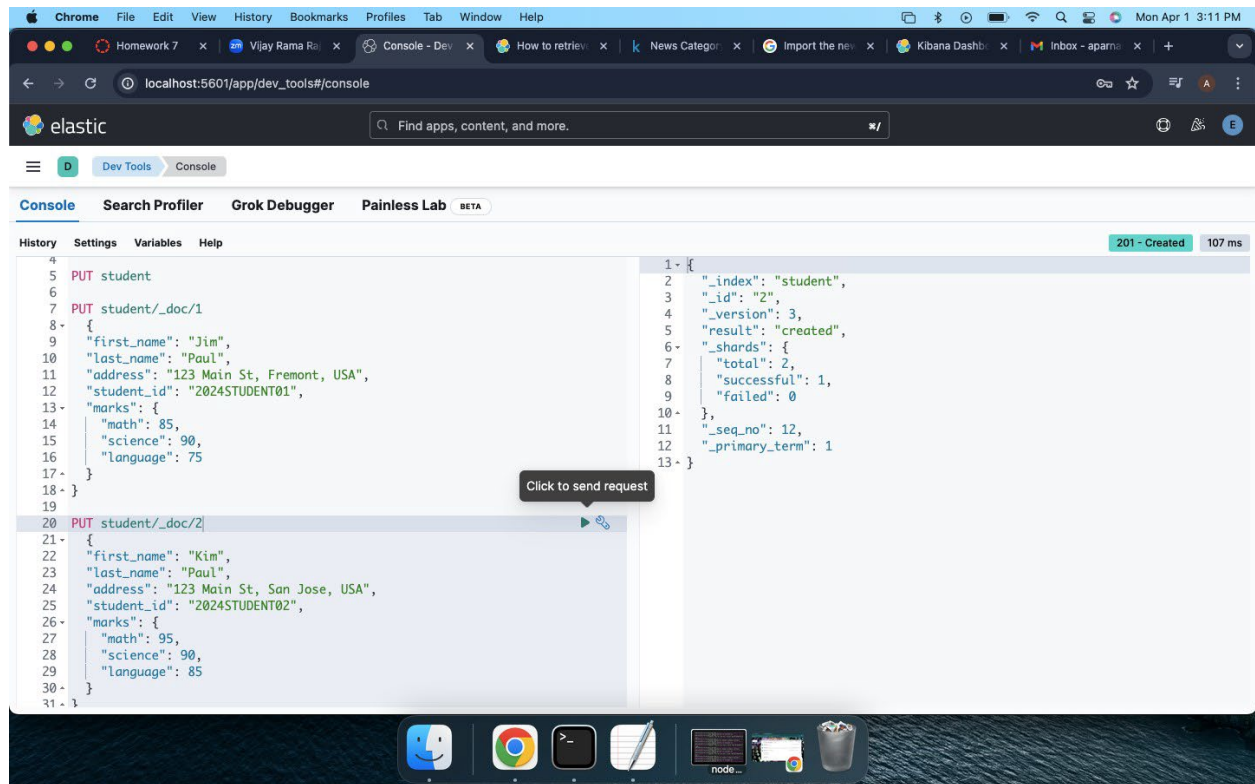 Chrome File Edit View History Bookmarks Profiles Tab Window Help Mon Apr 1 3:11 PM
Homework 7 x Vijay Rama Raj x Console - Dev x How to retriev x News Categor x Import the nev x Kibana Dashb x Inbox - aparna x +
localhost:5601/app/dev_tools#/console A
elastic Find apps, content, and more. ⌘/ E
D Dev Tools Console
Console Search Profiler Grok Debugger Painless Lab BETA
History Settings Variables Help 201 - Created 107 ms
4
5 PUT student
6
7 PUT student/_doc/1
8 {
9 "first_name": "Jim",
10 "last_name": "Paul",
11 "address": "123 Main St, Fremont, USA",
12 "student_id": "2024STUDENT01",
13 "marks": {
14 "math": 85,
15 "science": 90,
16 "language": 75
17 }
18 }
19
20 PUT student/_doc/2
21 {
22 "first_name": "Kim",
23 "last_name": "Paul",
24 "address": "123 Main St, San Jose, USA",
25 "student_id": "2024STUDENT02",
26 "marks": {
27 "math": 95,
28 "science": 90,
29 "language": 85
30 }
31 }
Click to send request
1 {
2 "_index": "student",
3 "_id": "2",
4 "_version": 3,
5 "result": "created",
6 "_shards": {
7 "total": 2,
8 "successful": 1,
9 "failed": 0
10 },
11 "_seq_no": 12,
12 "_primary_term": 1
13 }
node...